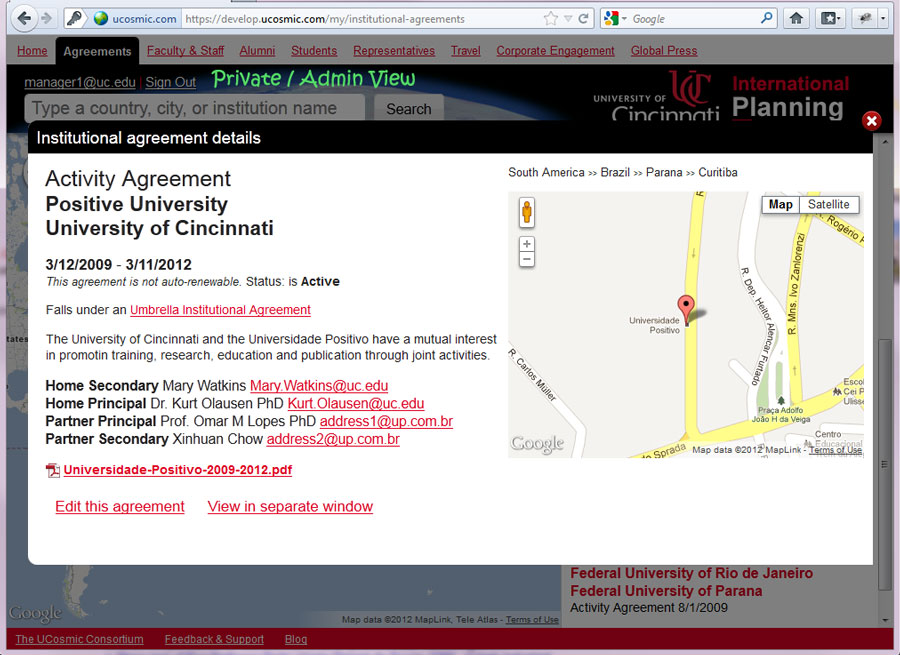 ucosmic.com https://develop.ucosmic.com/my/institutional-agreements Google
Home Agreements Faculty & Staff Alumni Students Representatives Travel Corporate Engagement Global Press
manager1@uc.edu | Sign Out Private / Admin View
Type a country, city, or institution name Search
UNIVERSITY OF UC
Cincinnati
International
Planning
Institutional agreement details
Activity Agreement
Positive University
University of Cincinnati
3/12/2009 - 3/11/2012
This agreement is not auto-renewable. Status: is Active
Falls under an Umbrella Institutional Agreement
The University of Cincinnati and the Universidade Positivo have a mutual interest
in promotin training, research, education and publication through joint activities.
Home Secondary Mary Watkins Mary.Watkins@uc.edu
Home Principal Dr. Kurt Olausen PhD Kurt.Olausen@uc.edu
Partner Principal Prof. Omar M Lopes PhD address1@up.com.br
Partner Secondary Xinhuan Chow address2@up.com.br
Universidade-Positivo-2009-2012.pdf
Edit this agreement View in separate window
South America >> Brazil >> Parana >> Curitiba
Map Satellite
R. Rogério P
R. Mns. Ivo Zanlorenzi
R. Dep. Heitor Alencar Furtado
Universidade
Positivo
R. Carlos Müller
Escol
Cei P
Ulisse
Praça Adolfo
João H da Veiga
Centro
Educacional
do Sprada
Google
Map data ©2012 MapLink - Terms of Use
tates
Federal University of Rio de Janeiro
Federal University of Parana
Activity Agreement 8/1/2009
Google
Map data ©2012 MapLink, Tele Atlas - Terms of Use
The UCosmic Consortium Feedback & Support Blog